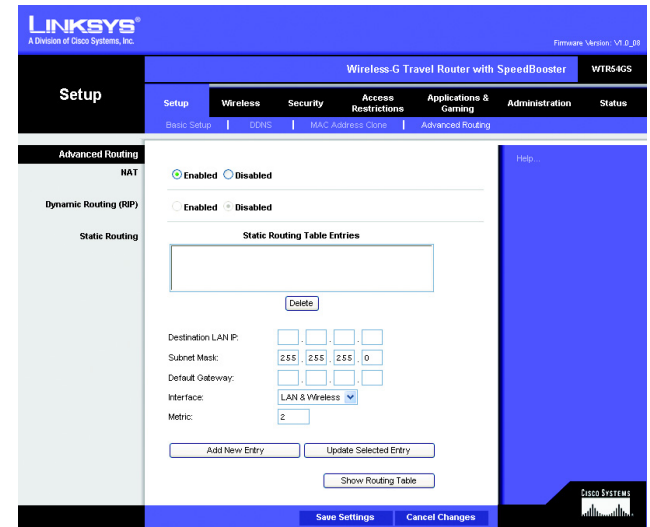 LINKSYS®
A Division of Cisco Systems, Inc.
Firmware Version: V1.0_08
Wireless-G Travel Router with SpeedBooster WTR54GS
Setup
Setup Wireless Security Access Restrictions Applications & Gaming Administration Status
Basic Setup | DDNS | MAC Address Clone | Advanced Routing
Advanced Routing
Help...
NAT Enabled Disabled
Dynamic Routing (RIP) Enabled Disabled
Static Routing Static Routing Table Entries
Delete
Destination LAN IP: . . .
Subnet Mask: 255 . 255 . 255 . 0
Default Gateway: . . .
Interface: LAN & Wireless
Metric: 2
Add New Entry Update Selected Entry
Show Routing Table
CISCO SYSTEMS
Save Settings Cancel Changes